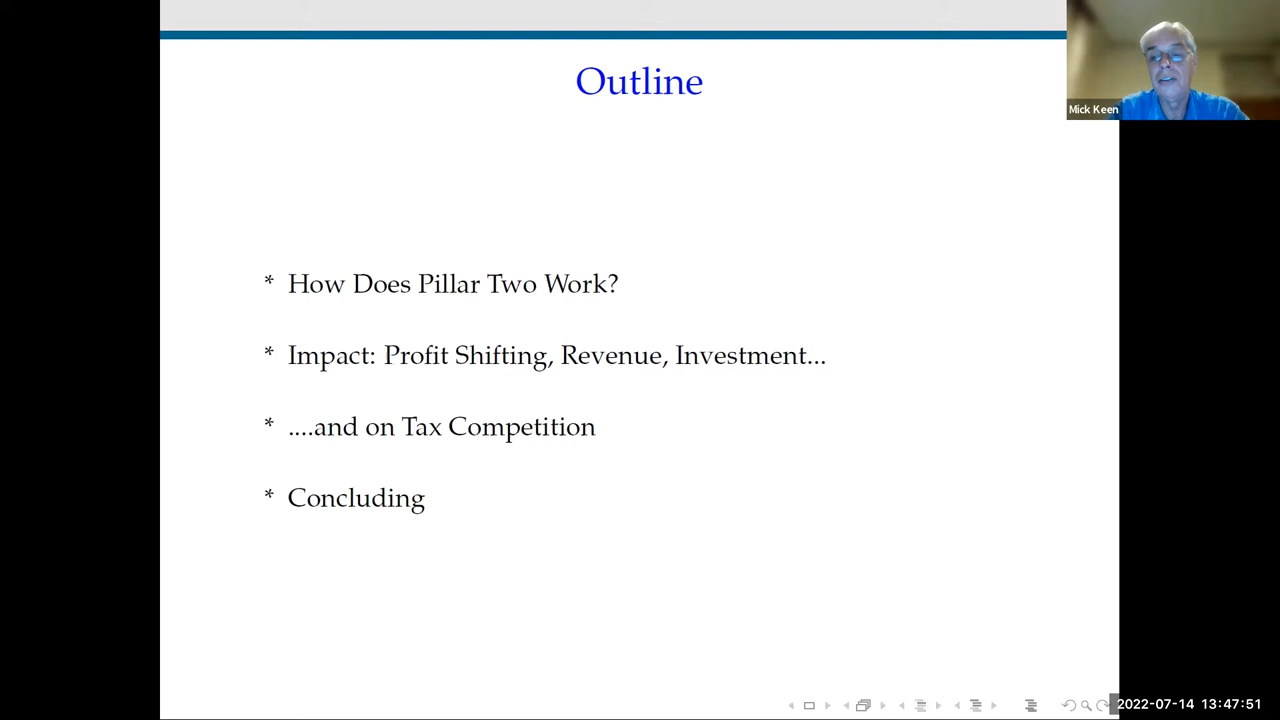 Outline
Mick Keen
* How Does Pillar Two Work?
* Impact: Profit Shifting, Revenue, Investment...
* ....and on Tax Competition
* Concluding
2022-07-14 13:47:51